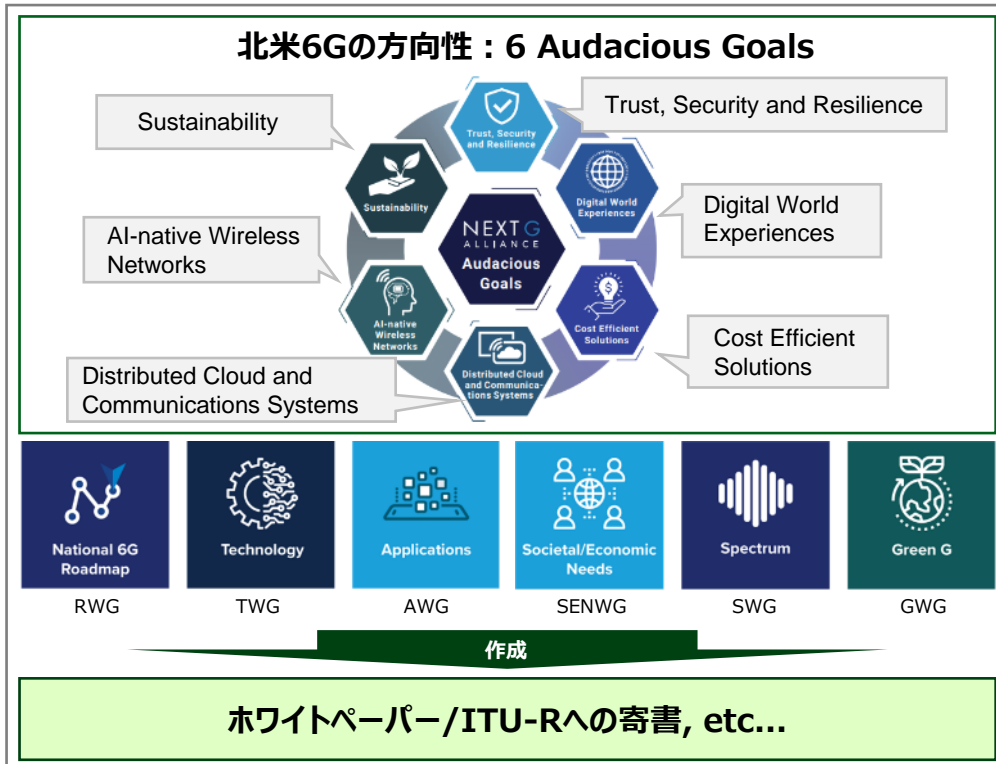 北米6Gの方向性：6 Audacious Goals
Sustainability
Trust, Security and Resilience
AI-native Wireless
Networks
Digital World
Experiences
Distributed Cloud and
Communications Systems
Cost Efficient
Solutions
Trust, Security
and Resilience
Sustainability
Digital World
Experiences
NEXT G
ALLIANCE
Audacious
Goals
AI-native
Wireless
Networks
Cost Efficient
Solutions
Distributed Cloud
and Communica-
tions Systems
National 6G
Roadmap
Technology
Applications
Societal/Economic
Needs
Spectrum
Green G
RWG
TWG
AWG
SENWG
SWG
GWG
作成
ホワイトペーパー/ITU-Rへの寄書, etc...